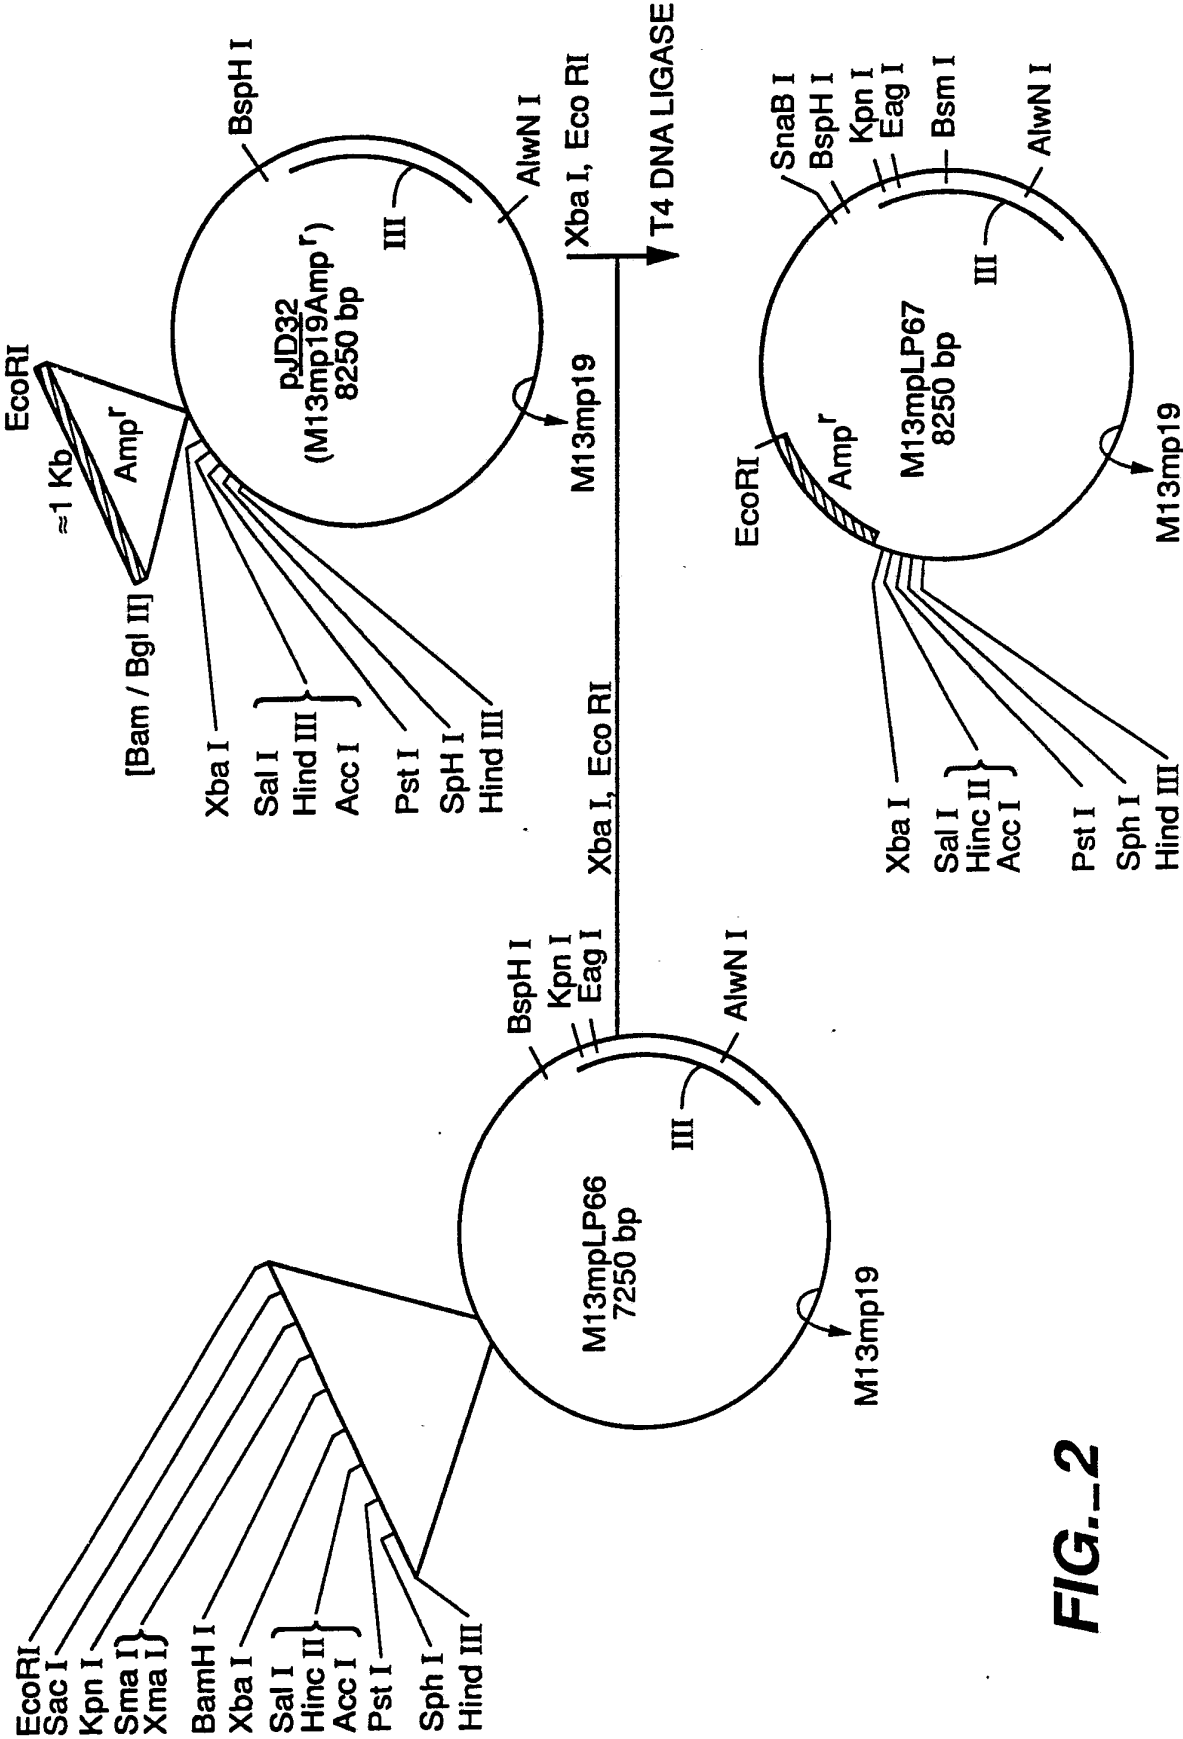 EcoRI
Sac I
Kpn I
Sma I
Xma I
BamH I
Xba I
Sal I
Hinc II
Acc I
Pst I
Sph I
Hind III
M13mpLP66
7250 bp
BspH I
Kpn I
Eag I
III
AlwN I
M13mp19
Xba I, Eco RI
EcoRI
≈1 Kb
Amp^r
[Bam / Bgl II]
Xba I
Sal I
Hind III
Acc I
Pst I
SpH I
Hind III
pJD32
(M13mp19Amp^r)
8250 bp
BspH I
III
AlwN I
M13mp19
Xba I, Eco RI
T4 DNA LIGASE
EcoRI
Amp^r
Xba I
Sal I
Hinc II
Acc I
Pst I
Sph I
Hind III
M13mpLP67
8250 bp
SnaB I
BspH I
Kpn I
Eag I
Bsm I
III
AlwN I
M13mp19
FIG._2